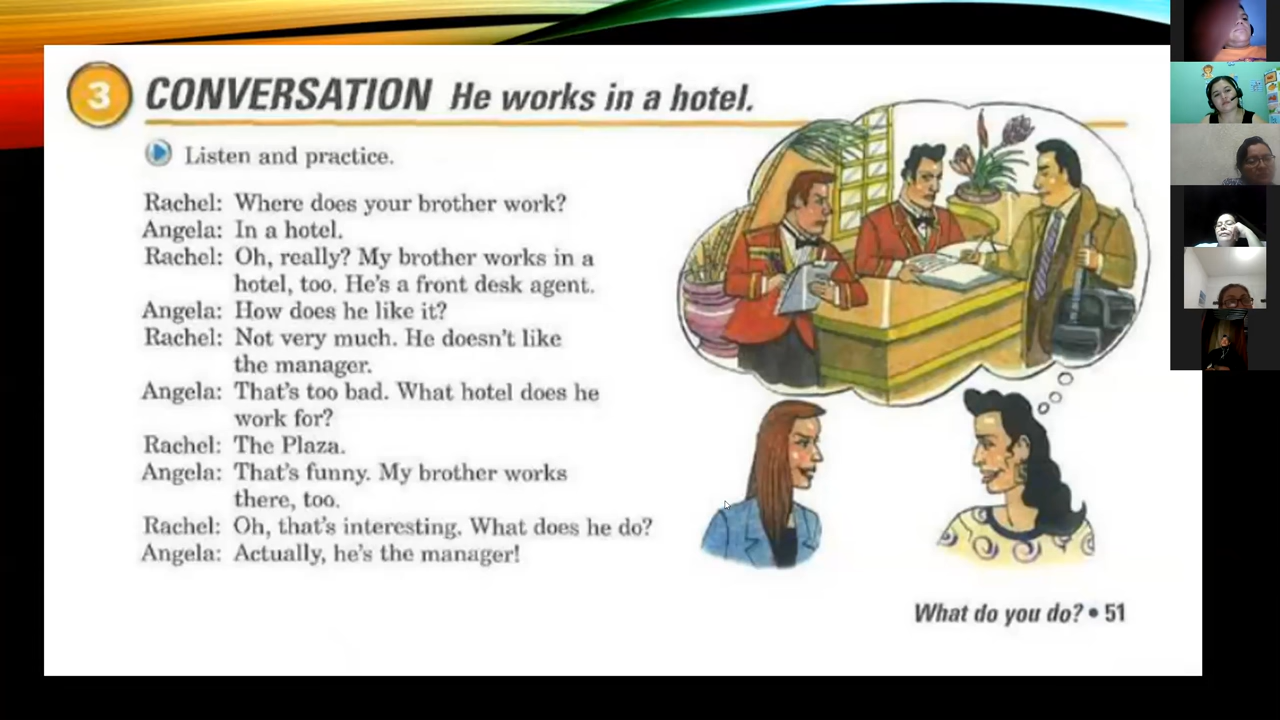 3 CONVERSATION He works in a hotel.
Listen and practice.
Rachel: Where does your brother work?
Angela: In a hotel.
Rachel: Oh, really? My brother works in a
hotel, too. He's a front desk agent.
Angela: How does he like it?
Rachel: Not very much. He doesn't like
the manager.
Angela: That's too bad. What hotel does he
work for?
Rachel: The Plaza.
Angela: That's funny. My brother works
there, too.
Rachel: Oh, that's interesting. What does he do?
Angela: Actually, he's the manager!
What do you do? • 51